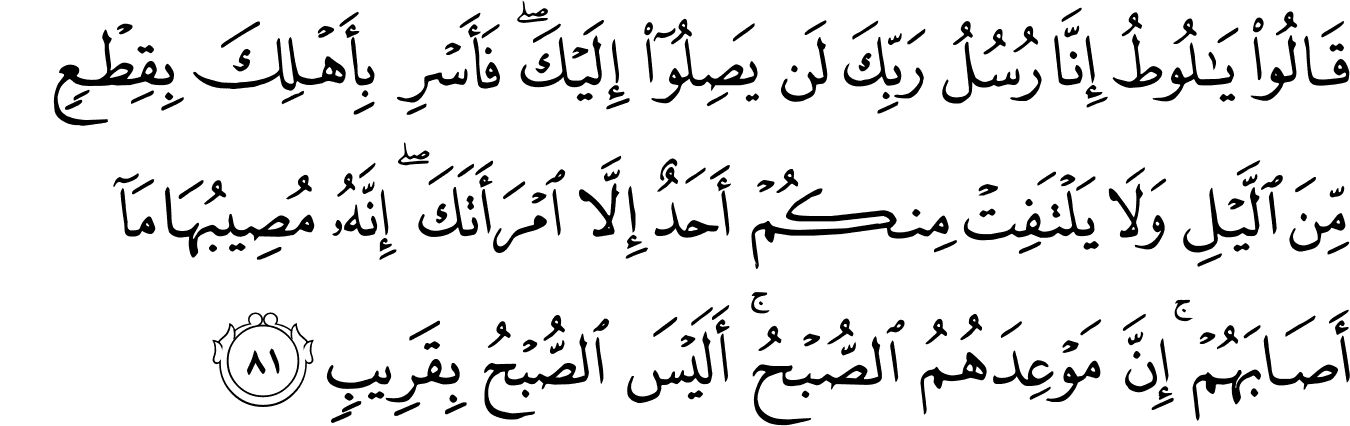 قَالُوا۟ يَـٰلُوطُ إِنَّا رُسُلُ رَبِّكَ لَن يَصِلُوٓا۟ إِلَيْكَ ۖ فَأَسْرِ بِأَهْلِكَ بِقِطْعٍ
مِّنَ ٱلَّيْلِ وَلَا يَلْتَفِتْ مِنكُمْ أَحَدٌ إِلَّا ٱمْرَأَتَكَ ۖ إِنَّهُۥ مُصِيبُهَا مَآ
أَصَابَهُمْ ۚ إِنَّ مَوْعِدَهُمُ ٱلصُّبْحُ ۚ أَلَيْسَ ٱلصُّبْحُ بِقَرِيبٍ ٨١